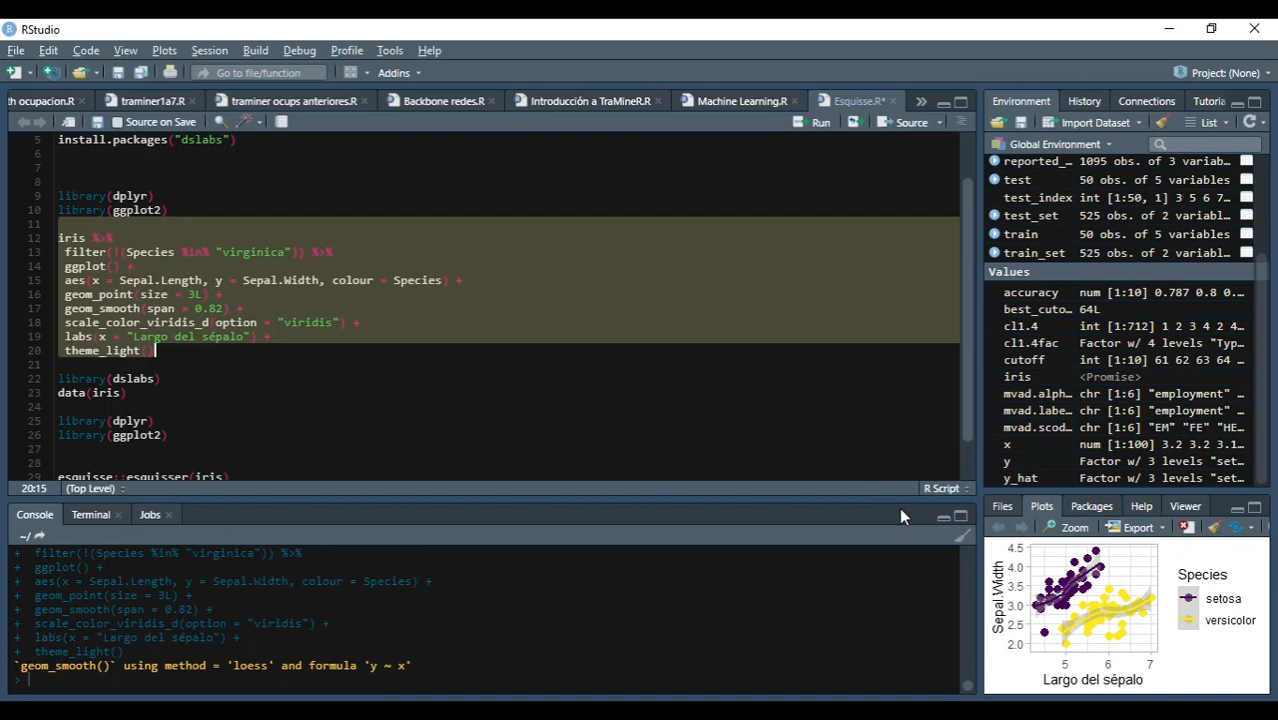 RStudio
File Edit Code View Plots Session Build Debug Profile Tools Help
Go to file/function Addins Project: (None)
th ocupacion.R traminer1a7.R traminer ocups anteriores.R Backbone redes.R Introducción a TraMineR.R Machine Learning.R Esquisse.R*
Source on Save Run Source
5 install.packages("dslabs")
6
7
8
9 library(dplyr)
10 library(ggplot2)
11
12 iris %>%
13 filter(!(Species %in% "virginica")) %>%
14 ggplot() +
15 aes(x = Sepal.Length, y = Sepal.Width, colour = Species) +
16 geom_point(size = 3L) +
17 geom_smooth(span = 0.82) +
18 scale_color_viridis_d(option = "viridis") +
19 labs(x = "Largo del sépalo") +
20 theme_light()
21
22 library(dslabs)
23 data(iris)
24
25 library(dplyr)
26 library(ggplot2)
27
28
29 esquisse::esquisser(iris)
20:15 (Top Level) R Script
Console Terminal Jobs
~/
+ filter(!(Species %in% "virginica")) %>%
+ ggplot() +
+ aes(x = Sepal.Length, y = Sepal.Width, colour = Species) +
+ geom_point(size = 3L) +
+ geom_smooth(span = 0.82) +
+ scale_color_viridis_d(option = "viridis") +
+ labs(x = "Largo del sépalo") +
+ theme_light()
`geom_smooth()` using method = 'loess' and formula 'y ~ x'
>
Environment History Connections Tutoria
Import Dataset List
Global Environment
reported_… 1095 obs. of 3 variab…
test 50 obs. of 5 variables
test_index int [1:50, 1] 3 5 6 7…
test_set 525 obs. of 2 variables
train 50 obs. of 5 variables
train_set 525 obs. of 2 variables
Values
accuracy num [1:10] 0.787 0.8 0.…
best_cuto… 64L
cl1.4 int [1:712] 1 2 3 4 2 4…
cl1.4fac Factor w/ 4 levels "Typ…
cutoff int [1:10] 61 62 63 64 …
iris <Promise>
mvad.alph… chr [1:6] "employment" …
mvad.labe… chr [1:6] "employment" …
mvad.scod… chr [1:6] "EM" "FE" "HE…
x num [1:100] 3.2 3.2 3.1…
y Factor w/ 3 levels "set…
y_hat Factor w/ 3 levels "set…
Files Plots Packages Help Viewer
Zoom Export
4.5
4.0
3.5
3.0
2.5
2.0
Sepal.Width
5 6 7
Largo del sépalo
Species
setosa
versicolor